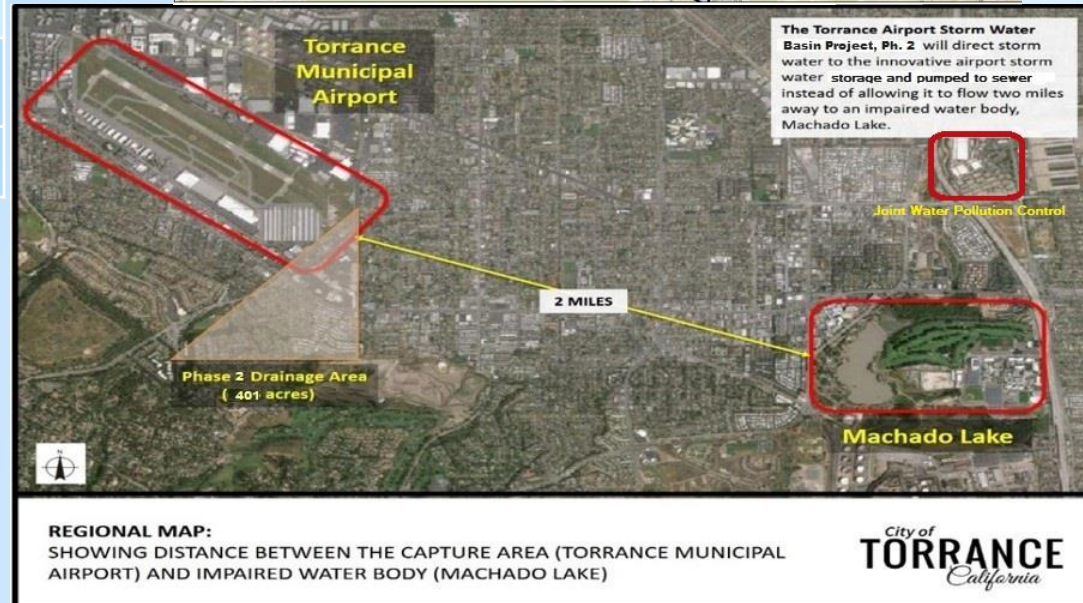 Torrance
Municipal
Airport
The Torrance Airport Storm Water
Basin Project, Ph. 2 will direct storm
water to the innovative airport storm
water storage and pumped to sewer
instead of allowing it to flow two miles
away to an impaired water body,
Machado Lake.
Joint Water Pollution Control
2 MILES
Phase 2 Drainage Area
( 401 acres)
Machado Lake
N
REGIONAL MAP:
SHOWING DISTANCE BETWEEN THE CAPTURE AREA (TORRANCE MUNICIPAL
AIRPORT) AND IMPAIRED WATER BODY (MACHADO LAKE)
City of
TORRANCE
California